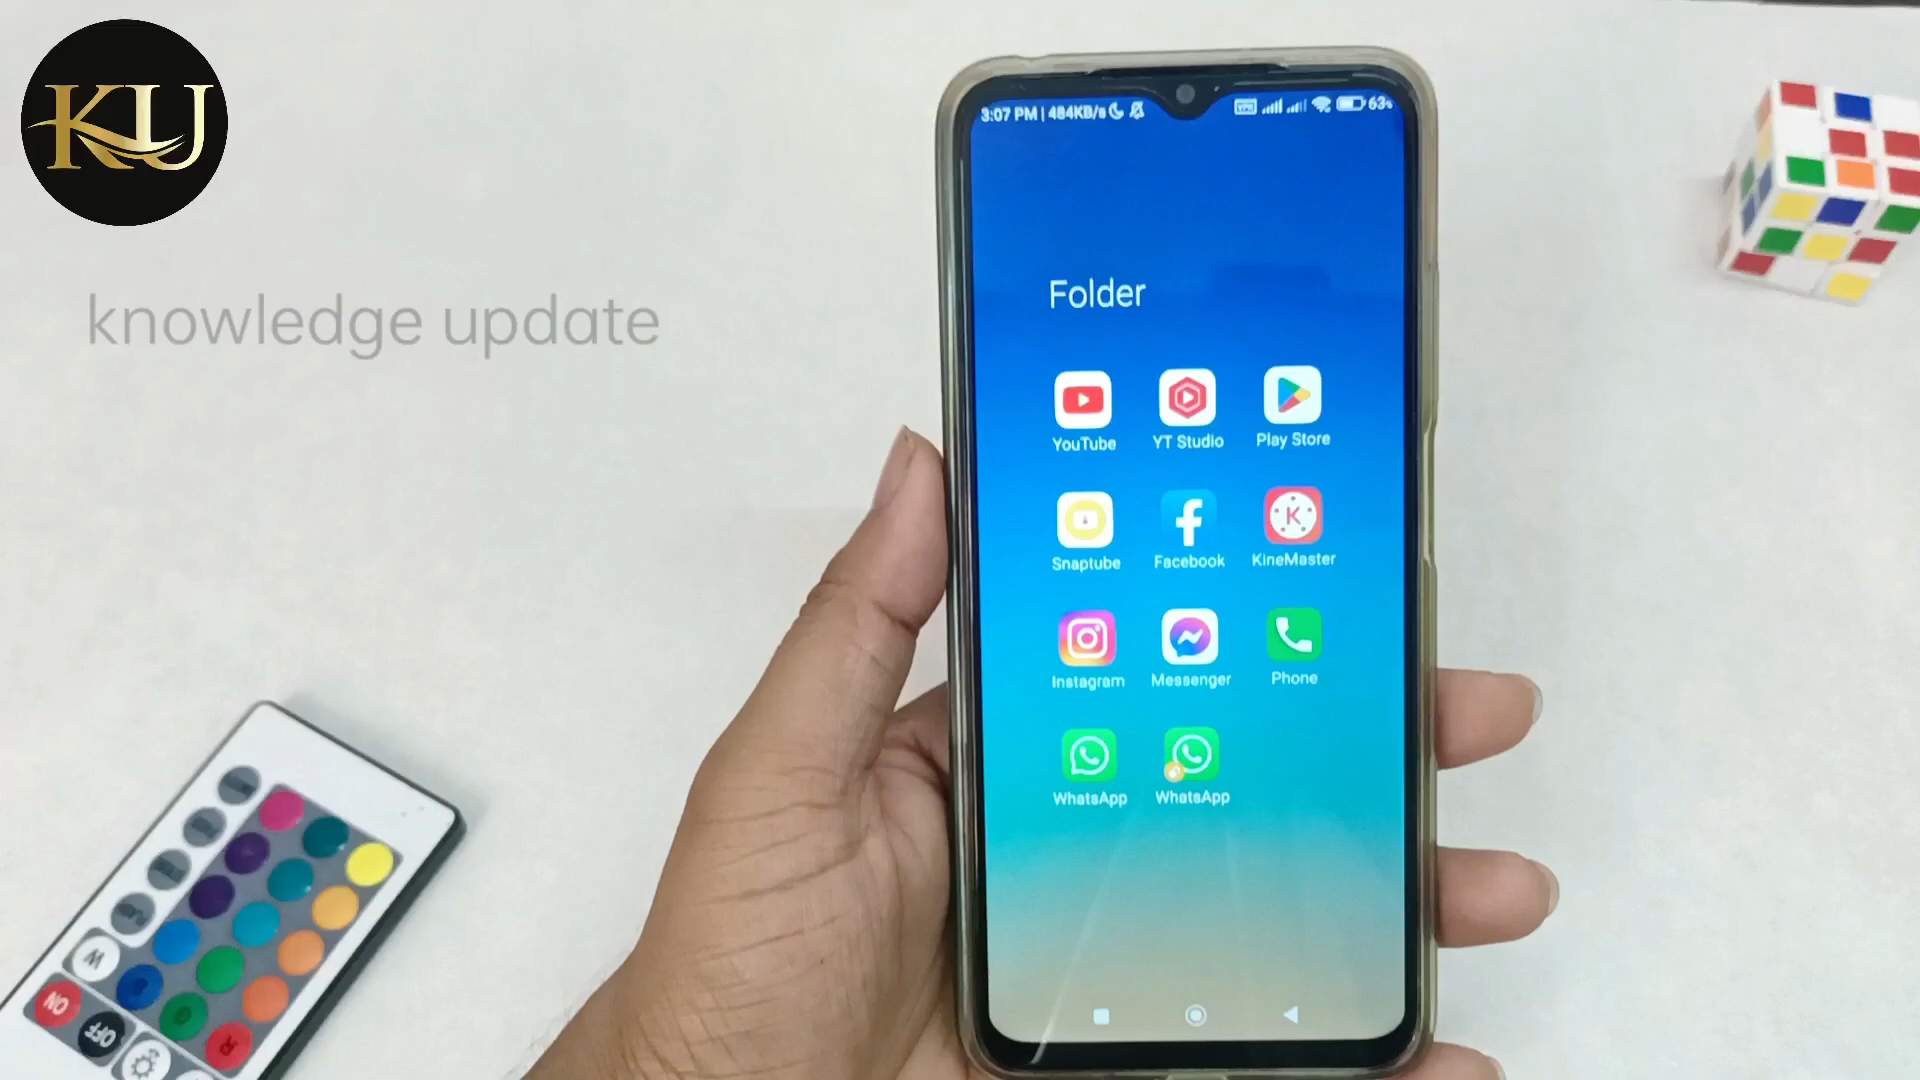 KU
knowledge update
3:07 PM | 484KB/s
VPN
63%
Folder
YouTube
YT Studio
Play Store
Snaptube
Facebook
KineMaster
K
Instagram
Messenger
Phone
WhatsApp
WhatsApp
W
ON
OFF
B
G
R